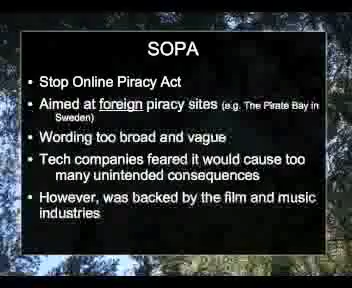 SOPA
• Stop Online Piracy Act
• Aimed at foreign piracy sites (e.g. The Pirate Bay in
Sweden)
• Wording too broad and vague
• Tech companies feared it would cause too
many unintended consequences
• However, was backed by the film and music
industries